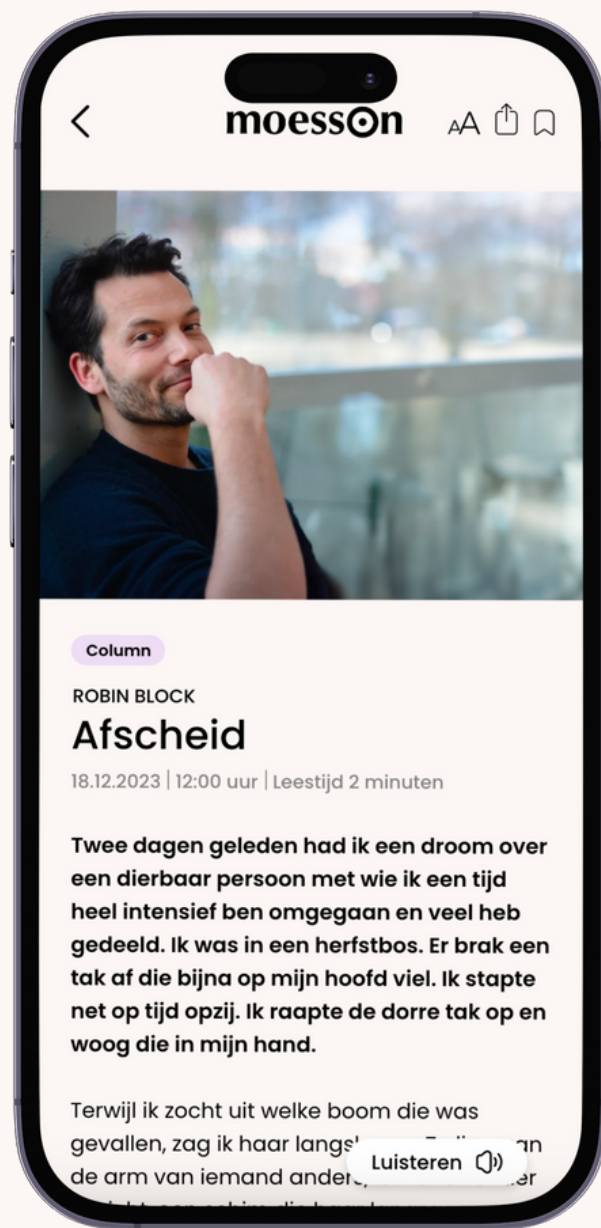 moesson
AA
Column
ROBIN BLOCK
Afscheid
18.12.2023 | 12:00 uur | Leestijd 2 minuten
Twee dagen geleden had ik een droom over
een dierbaar persoon met wie ik een tijd
heel intensief ben omgegaan en veel heb
gedeeld. Ik was in een herfstbos. Er brak een
tak af die bijna op mijn hoofd viel. Ik stapte
net op tijd opzij. Ik raapte de dorre tak op en
woog die in mijn hand.
Terwijl ik zocht uit welke boom die was
gevallen, zag ik haar
de arm van iemand
Luisteren